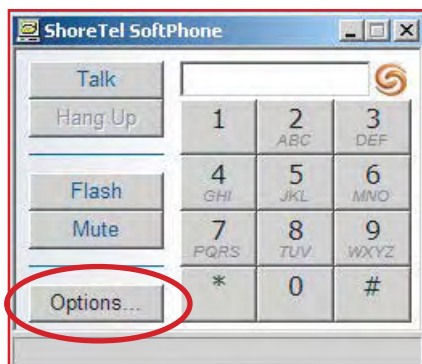 ShoreTel SoftPhone
Talk
Hang Up
Flash
Mute
Options...
1
2
ABC
3
DEF
4
GHI
5
JKL
6
MNO
7
PQRS
8
TUV
9
WXYZ
*
0
#